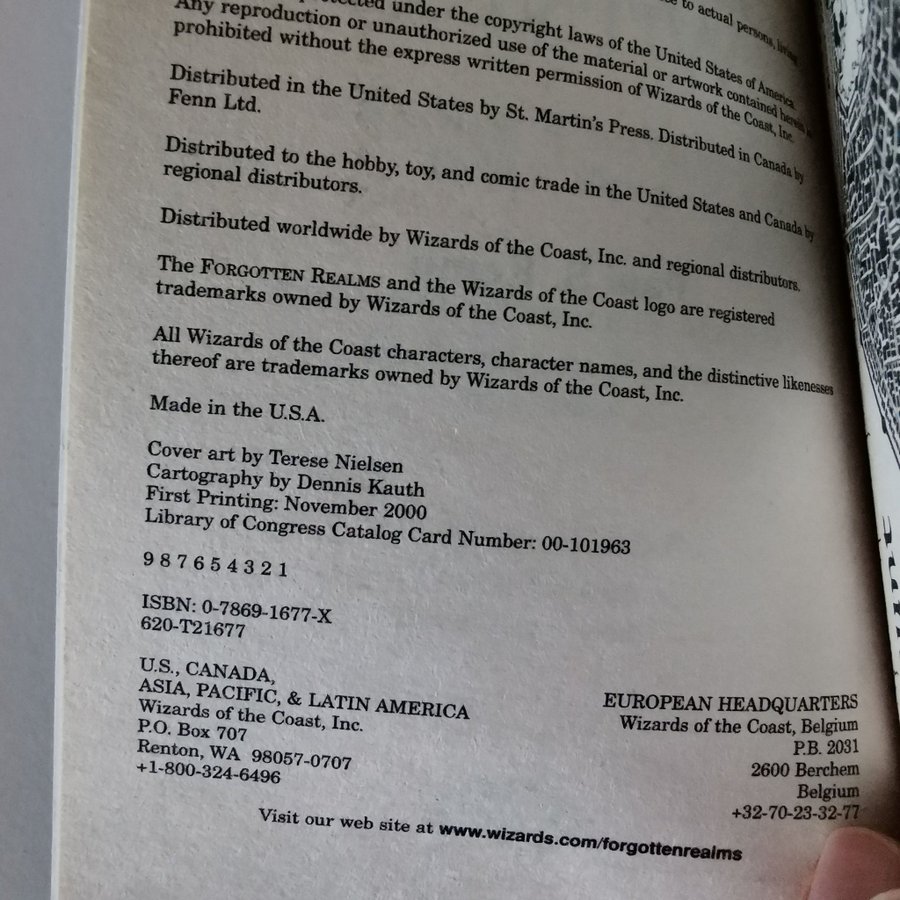 to actual persons, living
protected under the copyright laws of the United States of America.
Any reproduction or unauthorized use of the material or artwork contained herein is
prohibited without the express written permission of Wizards of the Coast, Inc.
Distributed in the United States by St. Martin's Press. Distributed in Canada by
Fenn Ltd.
Distributed to the hobby, toy, and comic trade in the United States and Canada by
regional distributors.
Distributed worldwide by Wizards of the Coast, Inc. and regional distributors.
The FORGOTTEN REALMS and the Wizards of the Coast logo are registered
trademarks owned by Wizards of the Coast, Inc.
All Wizards of the Coast characters, character names, and the distinctive likenesses
thereof are trademarks owned by Wizards of the Coast, Inc.
Made in the U.S.A.
Cover art by Terese Nielsen
Cartography by Dennis Kauth
First Printing: November 2000
Library of Congress Catalog Card Number: 00-101963
9 8 7 6 5 4 3 2 1
ISBN: 0-7869-1677-X
620-T21677
U.S., CANADA,
ASIA, PACIFIC, & LATIN AMERICA
Wizards of the Coast, Inc.
P.O. Box 707
Renton, WA 98057-0707
+1-800-324-6496
EUROPEAN HEADQUARTERS
Wizards of the Coast, Belgium
P.B. 2031
2600 Berchem
Belgium
+32-70-23-32-77
Visit our web site at www.wizards.com/forgottenrealms